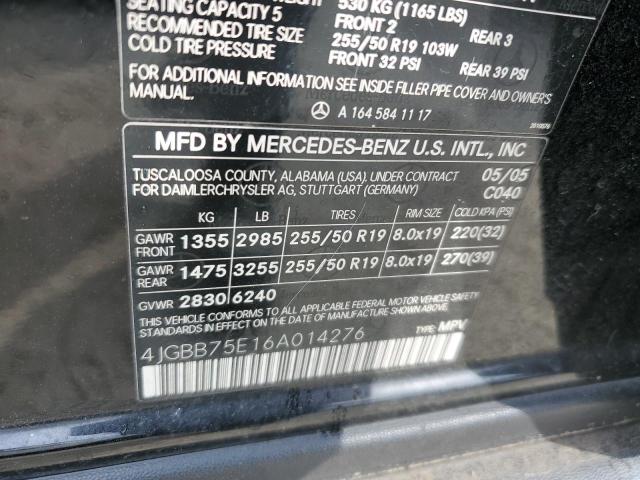 530 KG (1165 LBS)
SEATING CAPACITY 5 FRONT 2 REAR 3
RECOMMENDED TIRE SIZE 255/50 R19 103W
COLD TIRE PRESSURE FRONT 32 PSI REAR 39 PSI
FOR ADDITIONAL INFORMATION SEE INSIDE FILLER PIPE COVER AND OWNER'S
MANUAL.
A 164 584 11 17
MFD BY MERCEDES-BENZ U.S. INTL., INC
TUSCALOOSA COUNTY, ALABAMA (USA), UNDER CONTRACT 05/05
FOR DAIMLERCHRYSLER AG, STUTTGART (GERMANY) C040
KG LB TIRES RIM SIZE COLD KPA (PSI)
GAWR FRONT 1355 2985 255/50 R19 8.0x19 220(32)
GAWR REAR 1475 3255 255/50 R19 8.0x19 270(39)
GVWR 2830 6240
THIS VEHICLE CONFORMS TO ALL APPLICABLE FEDERAL MOTOR VEHICLE SAFETY
AND THEFT PREVENTION STANDARDS IN EFFECT ON THE DATE OF MANUFACTURE SHOWN ABOVE.
4JGBB75E16A014276 TYPE: MPV